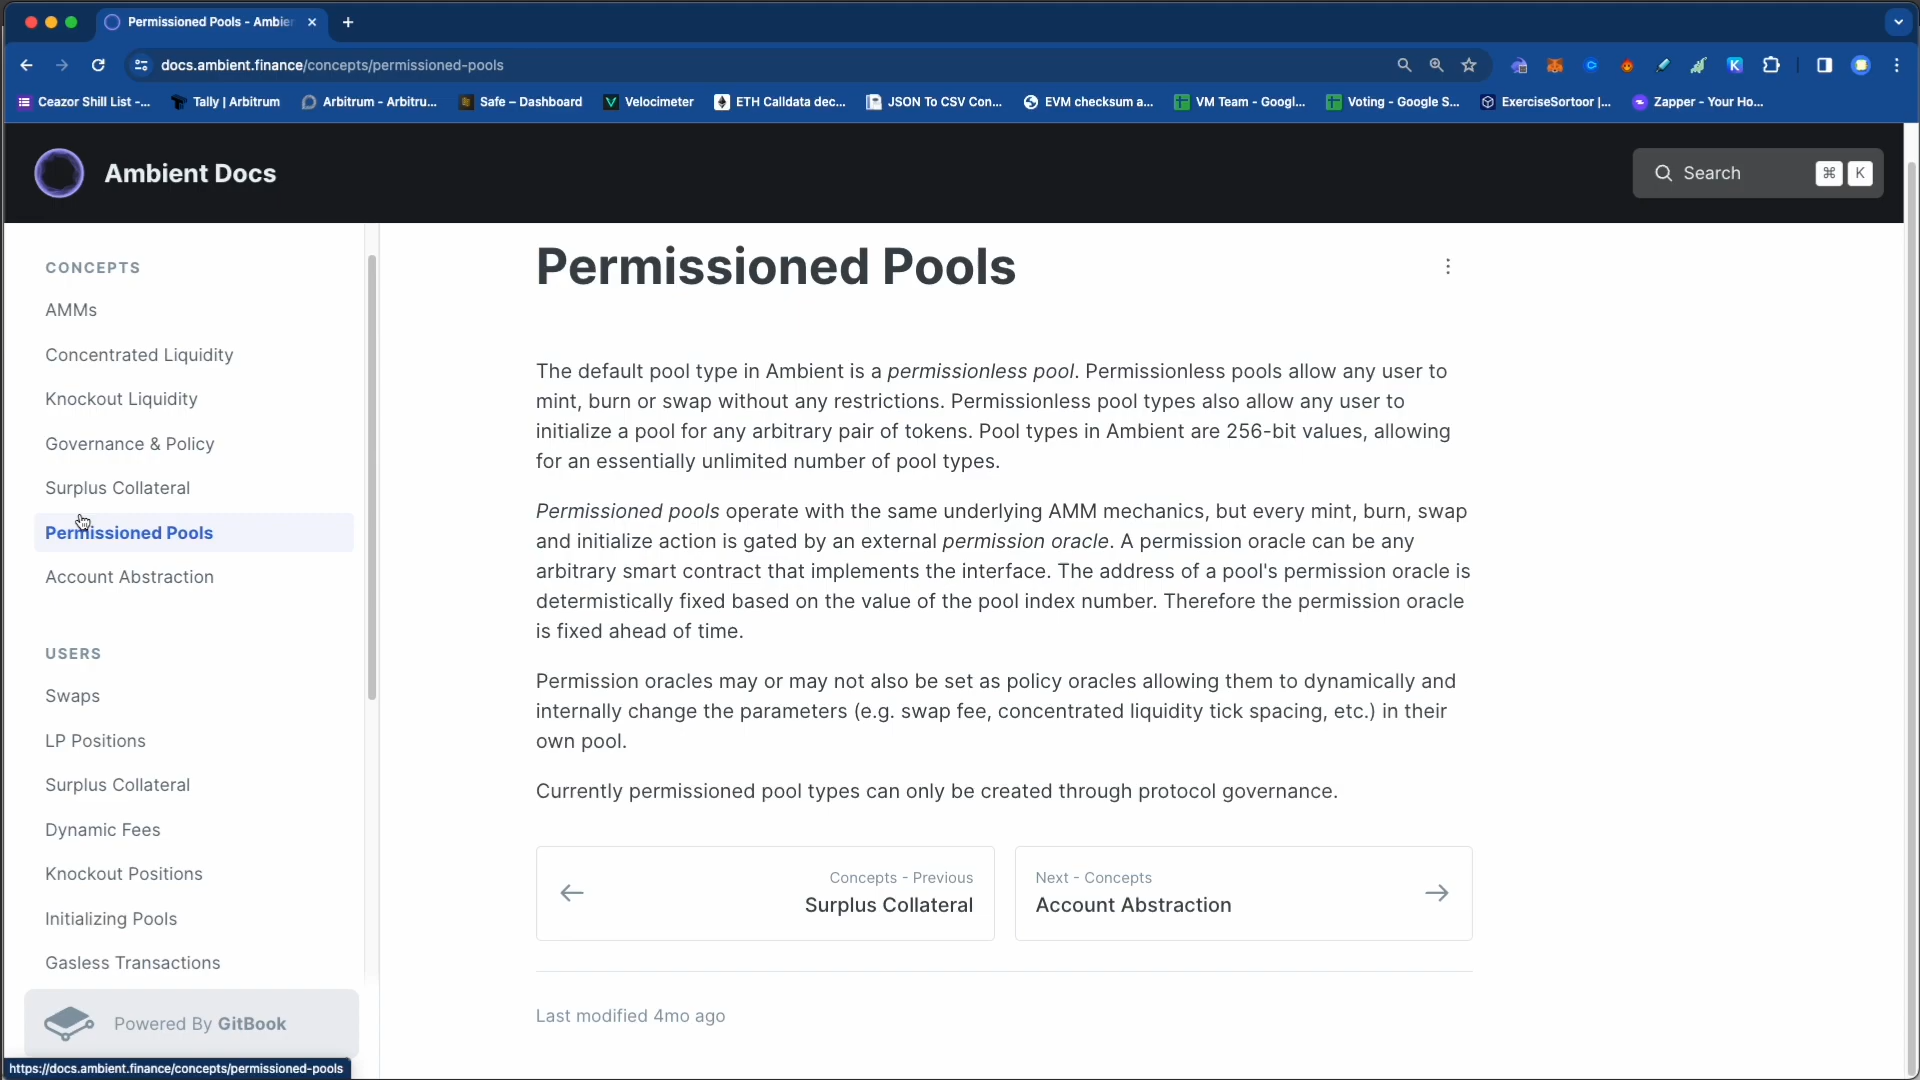 Permissioned Pools - Ambie
docs.ambient.finance/concepts/permissioned-pools
Ceazor Shill List -...
Tally | Arbitrum
Arbitrum - Arbitru...
Safe – Dashboard
Velocimeter
ETH Calldata dec...
JSON To CSV Con...
EVM checksum a...
VM Team - Googl...
Voting - Google S...
ExerciseSortoor |...
Zapper - Your Ho...
Ambient Docs
Search
⌘ K
CONCEPTS
AMMs
Concentrated Liquidity
Knockout Liquidity
Governance & Policy
Surplus Collateral
Permissioned Pools
Account Abstraction
USERS
Swaps
LP Positions
Surplus Collateral
Dynamic Fees
Knockout Positions
Initializing Pools
Gasless Transactions
Powered By GitBook
https://docs.ambient.finance/concepts/permissioned-pools
Permissioned Pools
The default pool type in Ambient is a permissionless pool. Permissionless pools allow any user to
mint, burn or swap without any restrictions. Permissionless pool types also allow any user to
initialize a pool for any arbitrary pair of tokens. Pool types in Ambient are 256-bit values, allowing
for an essentially unlimited number of pool types.
Permissioned pools operate with the same underlying AMM mechanics, but every mint, burn, swap
and initialize action is gated by an external permission oracle. A permission oracle can be any
arbitrary smart contract that implements the interface. The address of a pool's permission oracle is
determistically fixed based on the value of the pool index number. Therefore the permission oracle
is fixed ahead of time.
Permission oracles may or may not also be set as policy oracles allowing them to dynamically and
internally change the parameters (e.g. swap fee, concentrated liquidity tick spacing, etc.) in their
own pool.
Currently permissioned pool types can only be created through protocol governance.
Concepts - Previous
Surplus Collateral
Next - Concepts
Account Abstraction
Last modified 4mo ago